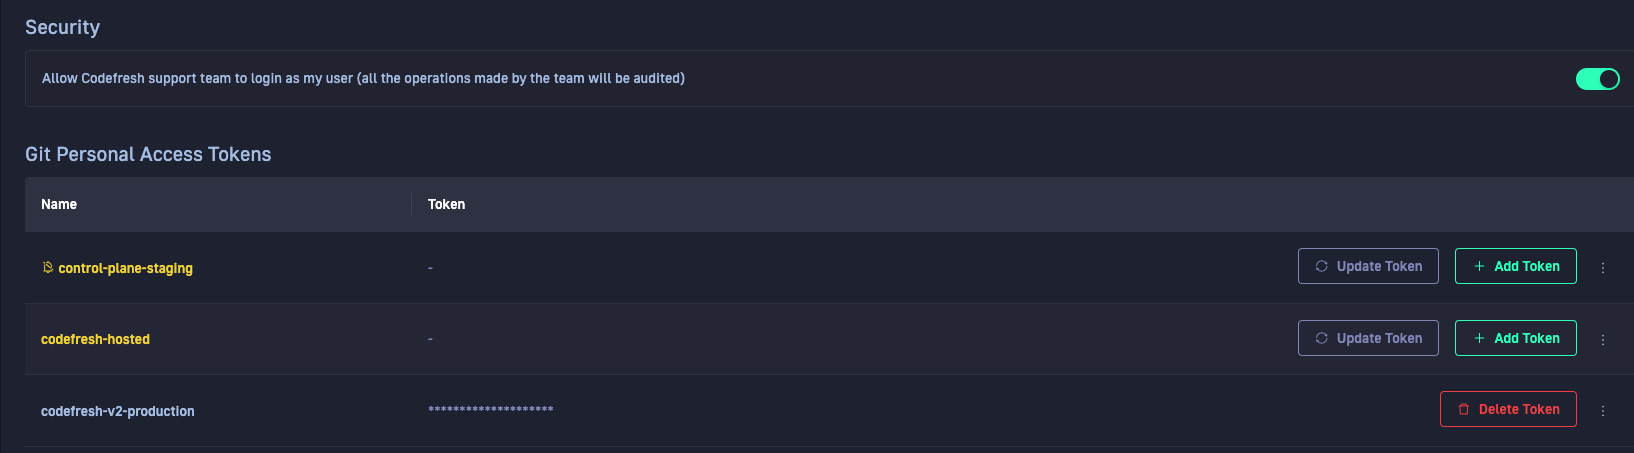 Security
Allow Codefresh support team to login as my user (all the operations made by the team will be audited)
Git Personal Access Tokens
Name Token
control-plane-staging - Update Token + Add Token
codefresh-hosted - Update Token + Add Token
codefresh-v2-production ******************** Delete Token